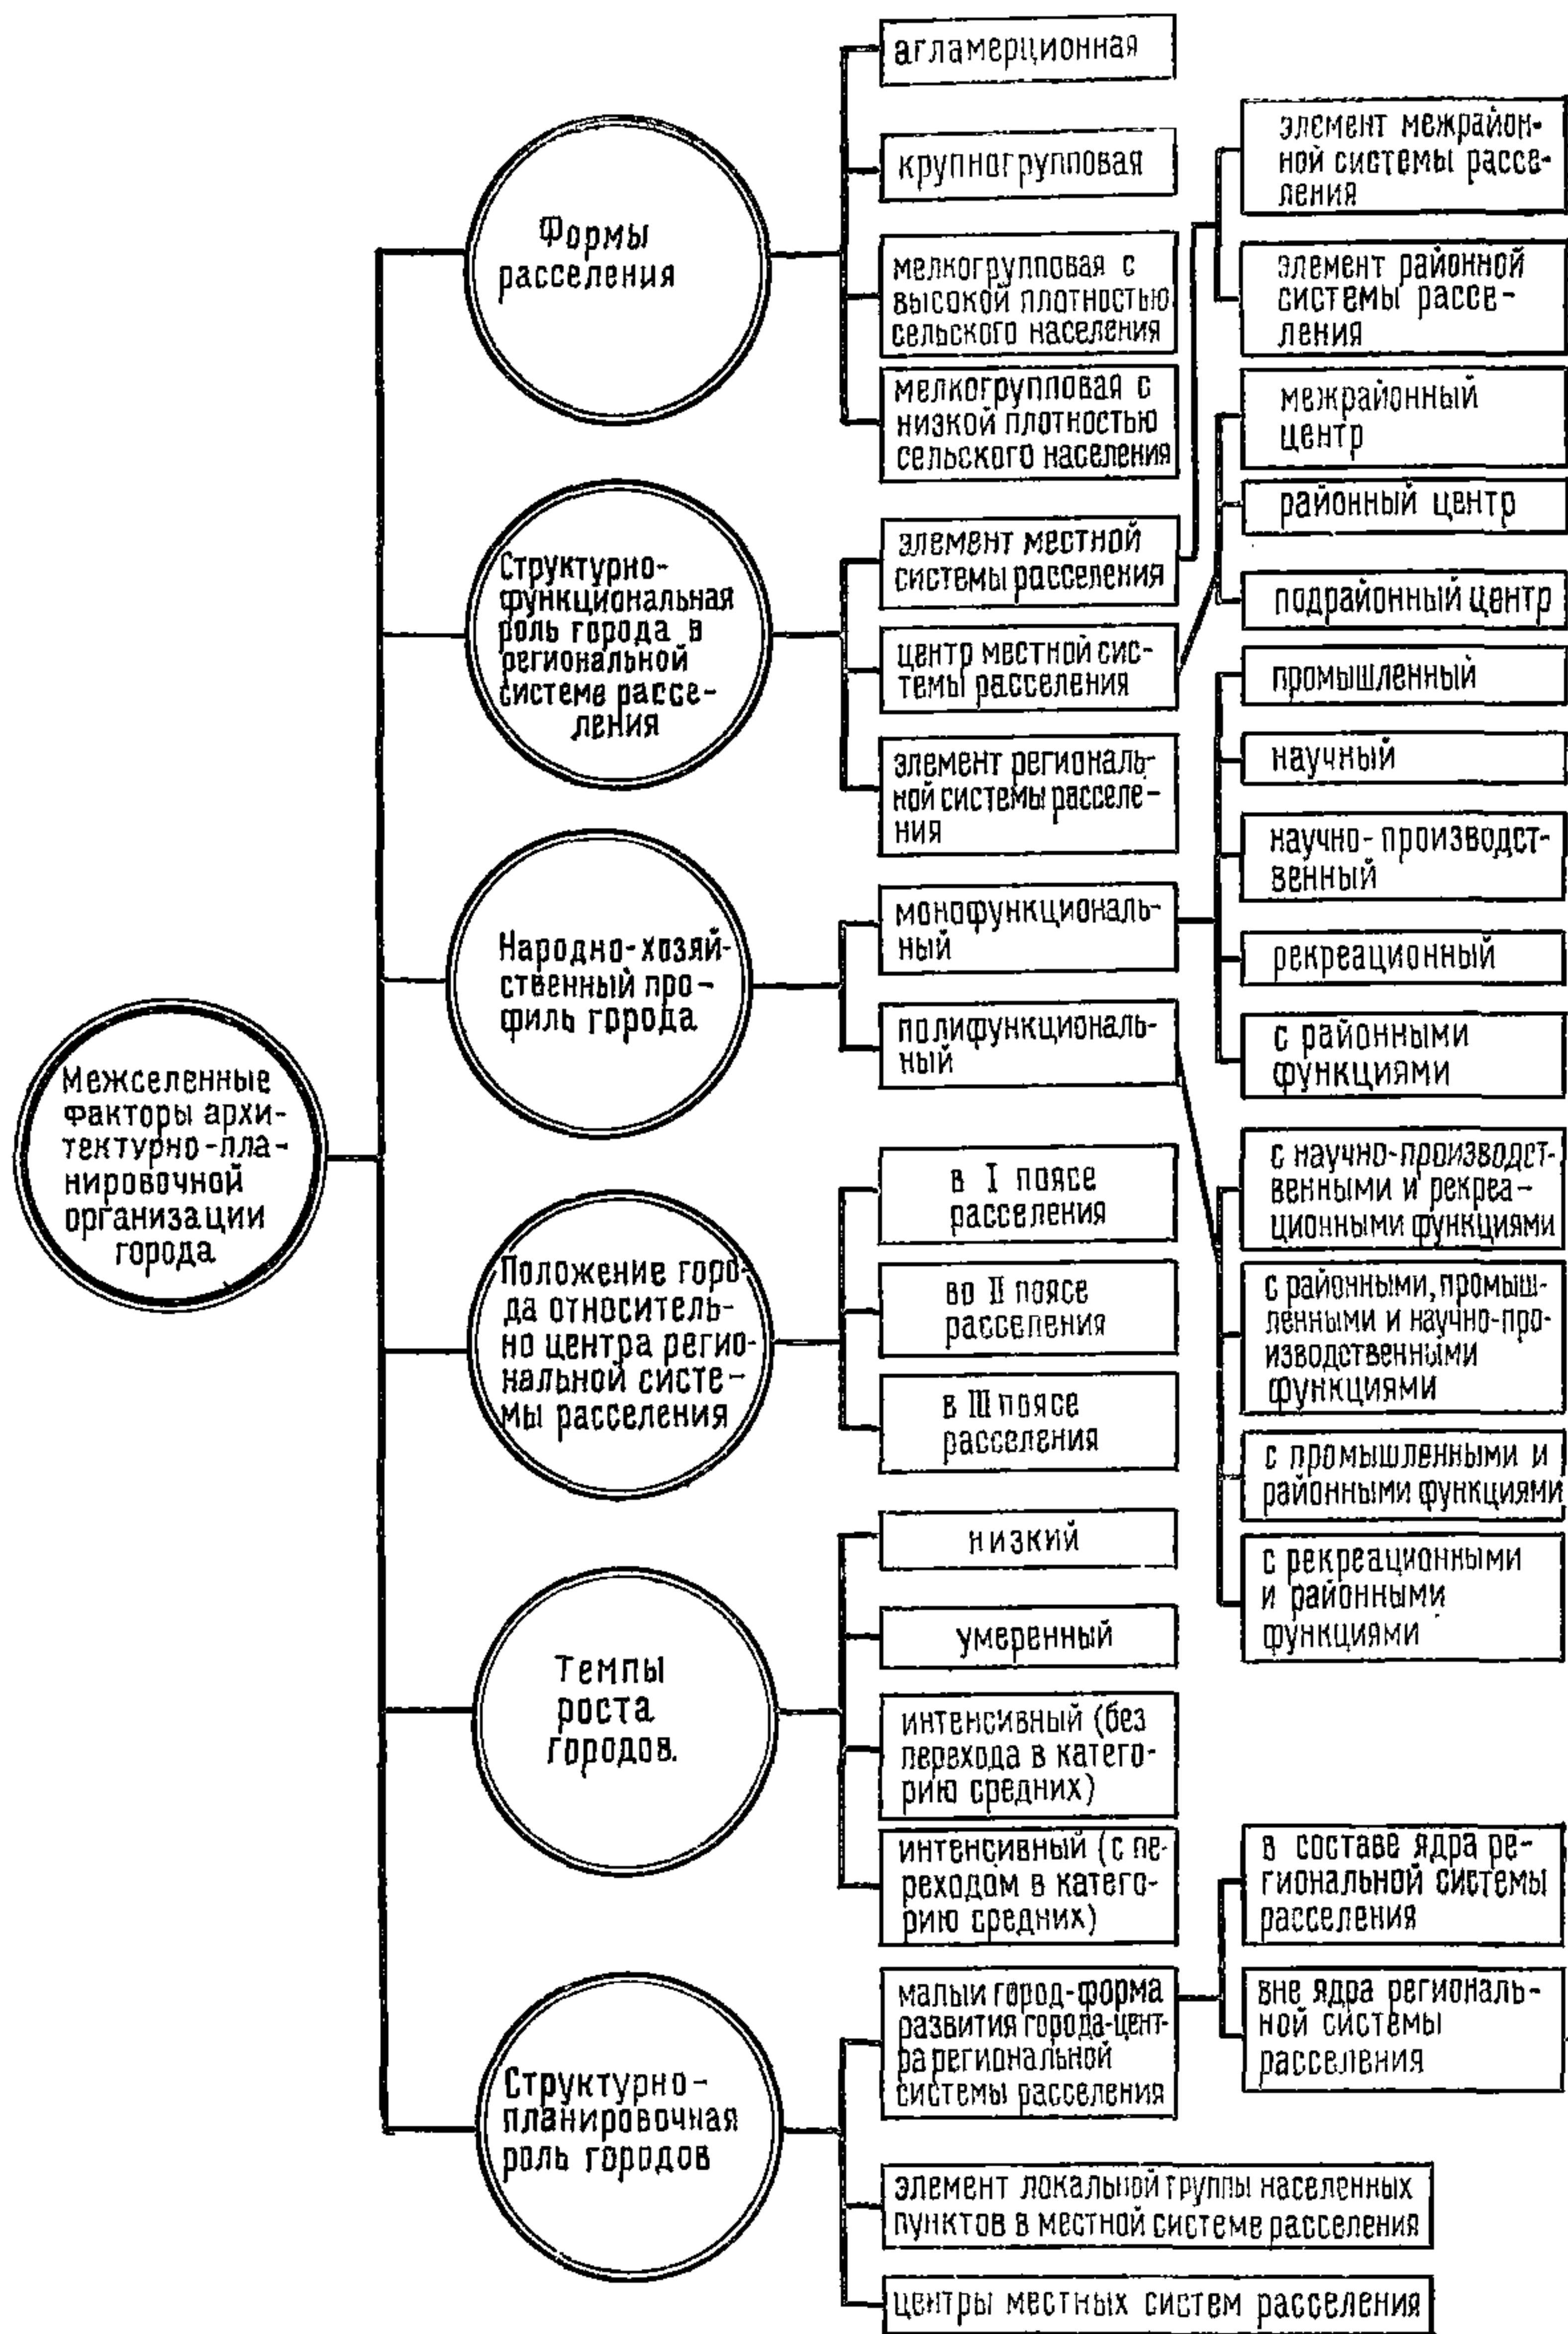 Межселенные
факторы архи-
тектурно-пла-
нировочной
организации
города
Формы
расселения
агламерционная
крупногрупповая
мелкогрупповая с
высокой плотностью
сельского населения
мелкогрупповая с
низкой плотностью
сельского населения
Структурно-
функциональная
роль города в
региональной
системе рассе-
ления
элемент местной
системы расселения
элемент межрайон-
ной системы рассе-
ления
элемент районной
системы рассе-
ления
центр местной сис-
темы расселения
межрайонный
центр
районный центр
подрайонный центр
элемент региональ-
ной системы расселе-
ния
Народно-хозяй-
ственный про-
филь города
монофункциональ-
ный
промышленный
научный
научно-производст-
венный
рекреационный
с районными
функциями
полифункциональ-
ный
с научно-производст-
венными и рекреа-
ционными функциями
с районными, промыш-
ленными и научно-про-
изводственными
функциями
с промышленными и
районными функциями
с рекреационными
и районными
функциями
Положение горо-
да относитель-
но центра регио-
нальной систе-
мы расселения
в I поясе
расселения
во II поясе
расселения
в III поясе
расселения
Темпы
роста
городов.
низкий
умеренный
интенсивный (без
перехода в катего-
рию средних)
интенсивный (с пе-
реходом в катего-
рию средних)
Структурно-
планировочная
роль городов
малыи город-форма
развития города-цент-
ра региональной
системы расселения
в составе ядра ре-
гиональной системы
расселения
вне ядра региональ-
ной системы
расселения
элемент локальной группы населенных
пунктов в местной системе расселения
центры местных систем расселения